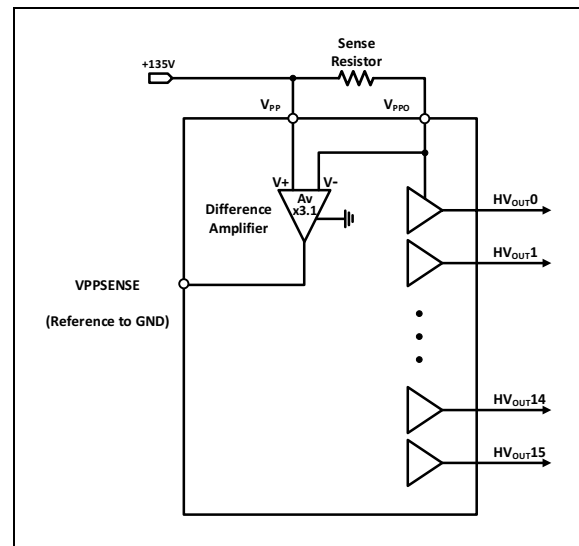 Sense
Resistor
+135V
VPP
VPPO
V+
V-
Av
x3.1
Difference
Amplifier
HVOUT0
HVOUT1
VPPSENSE
(Reference to GND)
HVOUT14
HVOUT15